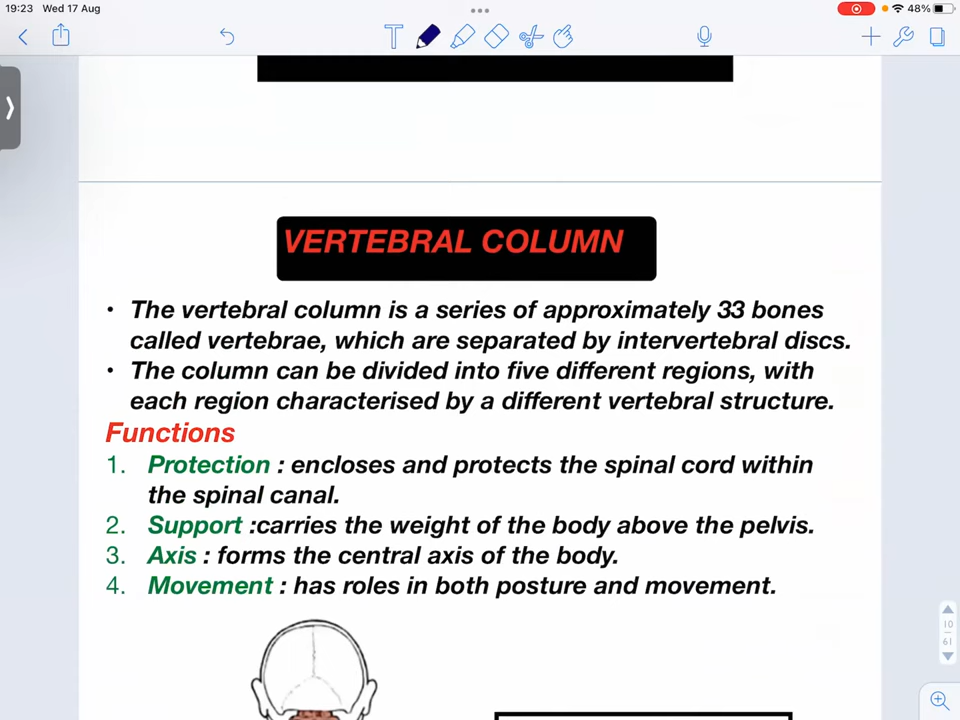 19:23 Wed 17 Aug
48%
T
VERTEBRAL COLUMN
• The vertebral column is a series of approximately 33 bones
called vertebrae, which are separated by intervertebral discs.
• The column can be divided into five different regions, with
each region characterised by a different vertebral structure.
Functions
1. Protection : encloses and protects the spinal cord within
the spinal canal.
2. Support :carries the weight of the body above the pelvis.
3. Axis : forms the central axis of the body.
4. Movement : has roles in both posture and movement.
10
61